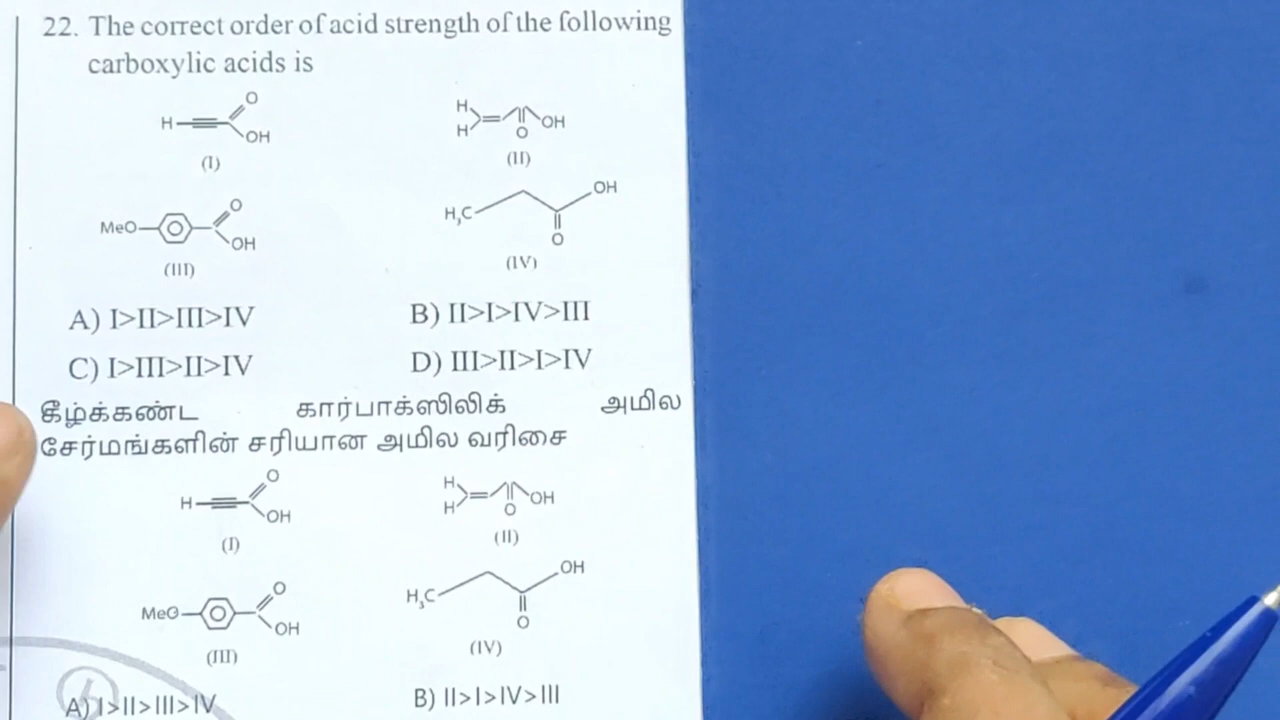 22. The correct order of acid strength of the following
carboxylic acids is
H O OH
(I)
H H O OH
(II)
MeO O OH
(III)
H₃C OH O
(IV)
A) I>II>III>IV B) II>I>IV>III
C) I>III>II>IV D) III>II>I>IV
கீழ்க்கண்ட கார்பாக்ஸிலிக் அமில
சேர்மங்களின் சரியான அமில வரிசை
H O OH
(I)
H H O OH
(II)
MeO O OH
(III)
H₃C OH O
(IV)
A) I>II>III>IV B) II>I>IV>III